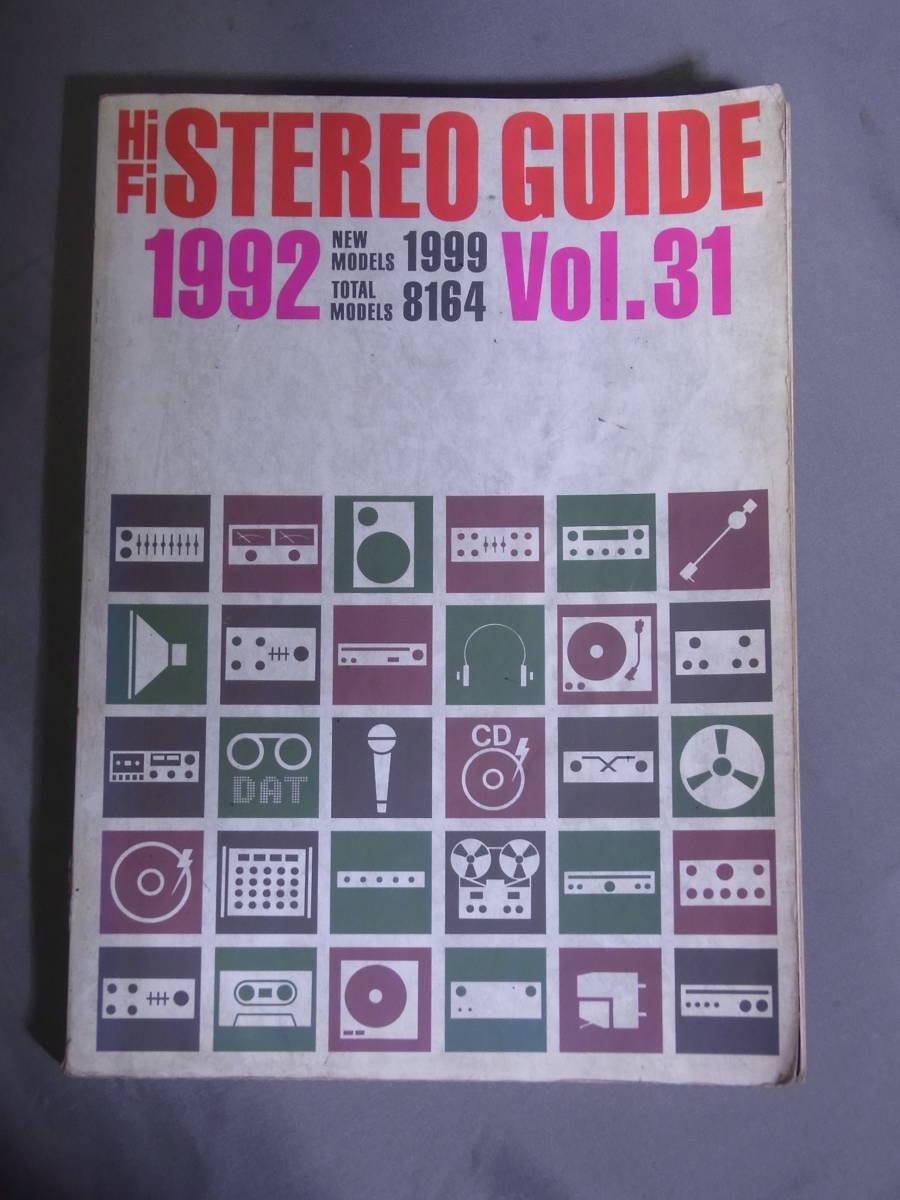 Hi Fi STEREO GUIDE
1992 NEW MODELS 1999 Vol.31
TOTAL MODELS 8164
CD
DAT